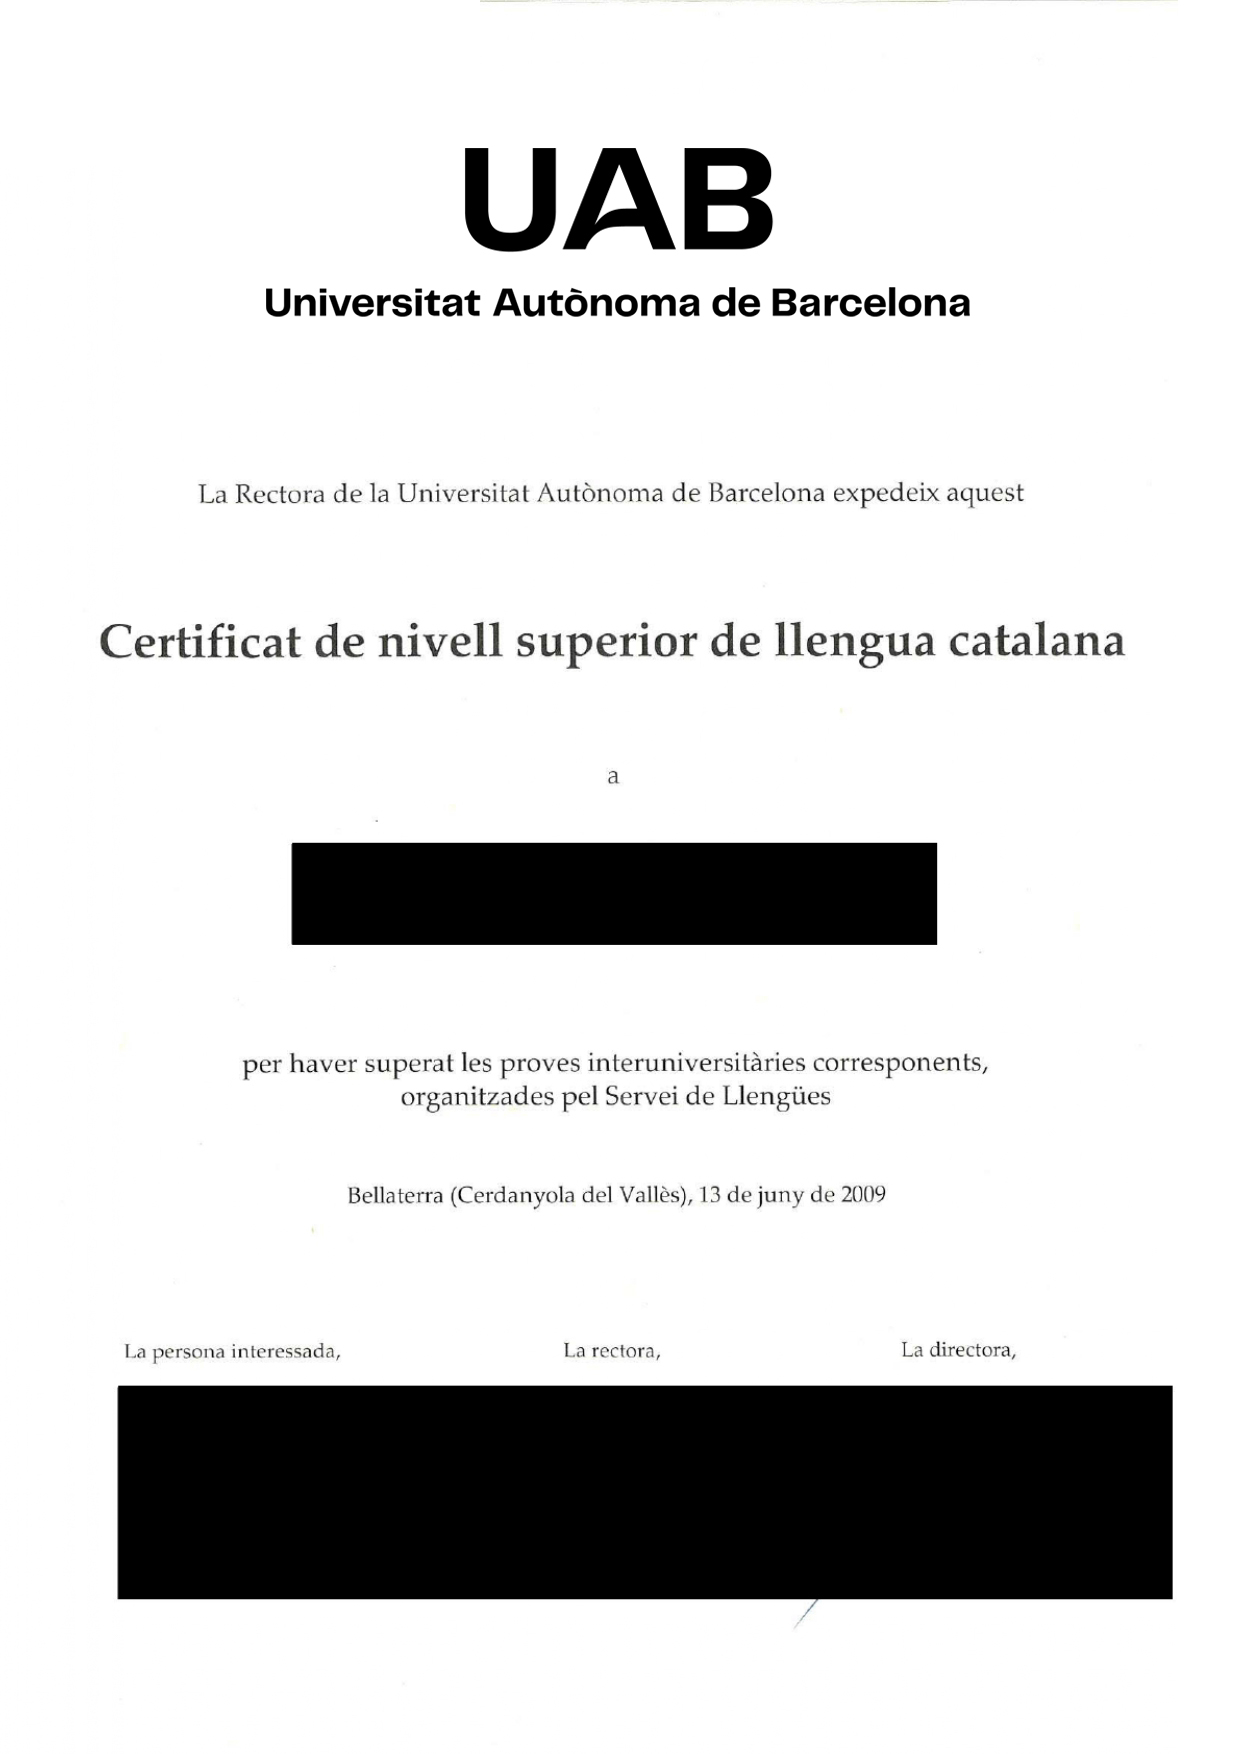 UAB
Universitat Autònoma de Barcelona
La Rectora de la Universitat Autònoma de Barcelona expedeix aquest
Certificat de nivell superior de llengua catalana
a
per haver superat les proves interuniversitàries corresponents,
organitzades pel Servei de Llengües
Bellaterra (Cerdanyola del Vallès), 13 de juny de 2009
La persona interessada,
La rectora,
La directora,